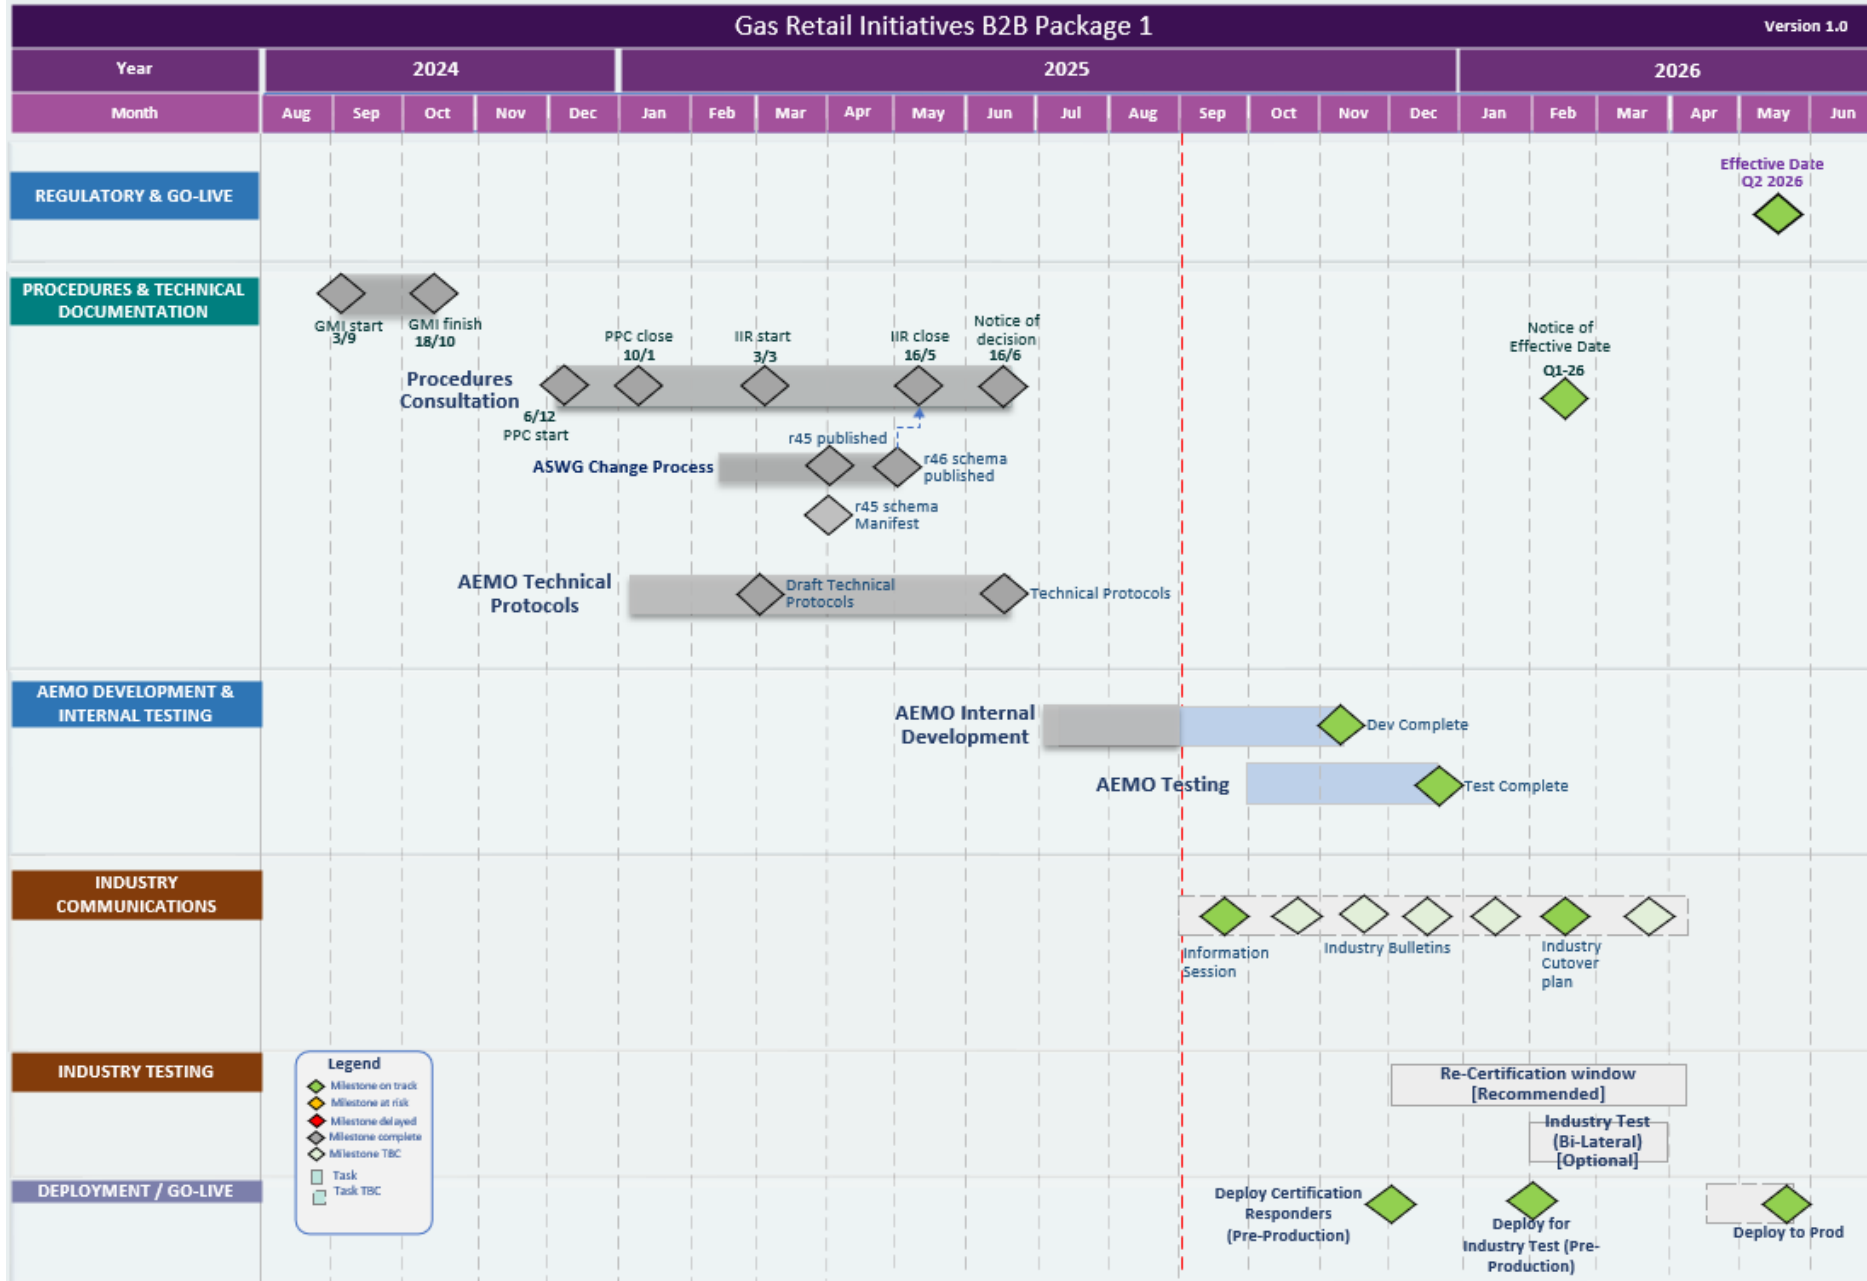 Gas Retail Initiatives B2B Package 1
Version 1.0
Year
2024
2025
2026
Month
Aug
Sep
Oct
Nov
Dec
Jan
Feb
Mar
Apr
May
Jun
Jul
Aug
Sep
Oct
Nov
Dec
Jan
Feb
Mar
Apr
May
Jun
REGULATORY & GO-LIVE
Effective Date
Q2 2026
PROCEDURES & TECHNICAL
DOCUMENTATION
GMI start
3/9
GMI finish
18/10
PPC close
10/1
IIR start
3/3
IIR close
16/5
Notice of
decision
16/6
Notice of
Effective Date
Q1-26
Procedures
Consultation
6/12
PPC start
r45 published
ASWG Change Process
r46 schema
published
r45 schema
Manifest
AEMO Technical
Protocols
Draft Technical
Protocols
Technical Protocols
AEMO DEVELOPMENT &
INTERNAL TESTING
AEMO Internal
Development
Dev Complete
AEMO Testing
Test Complete
INDUSTRY
COMMUNICATIONS
Information
Session
Industry Bulletins
Industry
Cutover
plan
INDUSTRY TESTING
Re-Certification window
[Recommended]
Industry Test
(Bi-Lateral)
[Optional]
Legend
Milestone on track
Milestone at risk
Milestone delayed
Milestone complete
Milestone TBC
Task
Task TBC
DEPLOYMENT / GO-LIVE
Deploy Certification
Responders
(Pre-Production)
Deploy for
Industry Test (Pre-
Production)
Deploy to Prod